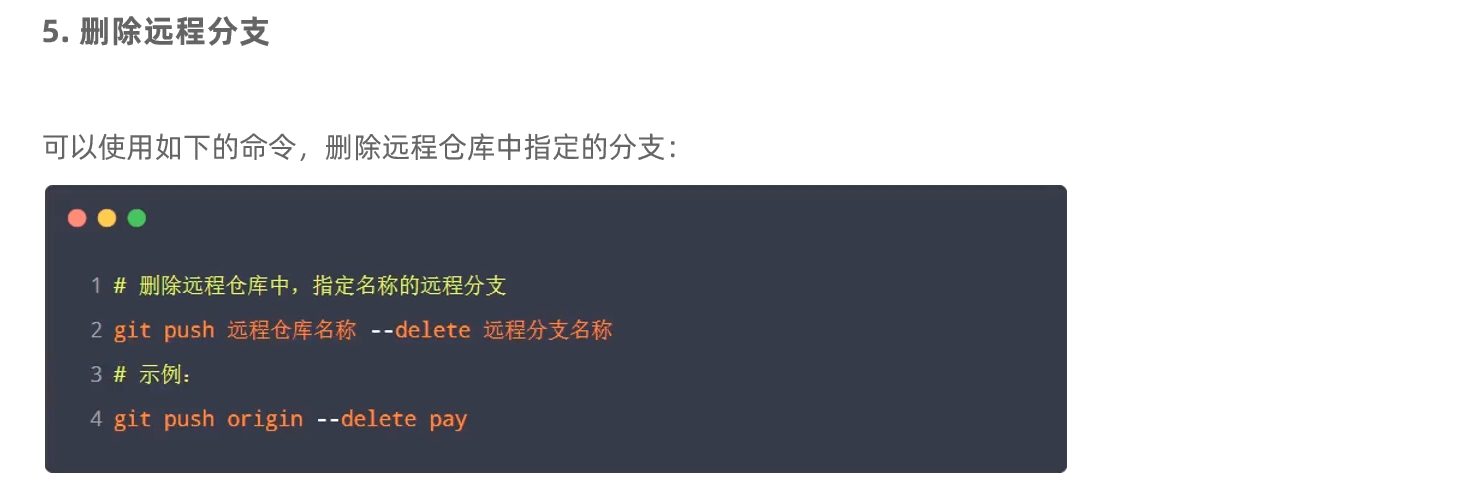 5. 删除远程分支
可以使用如下的命令，删除远程仓库中指定的分支：
1 # 删除远程仓库中，指定名称的远程分支
2 git push 远程仓库名称 --delete 远程分支名称
3 # 示例：
4 git push origin --delete pay